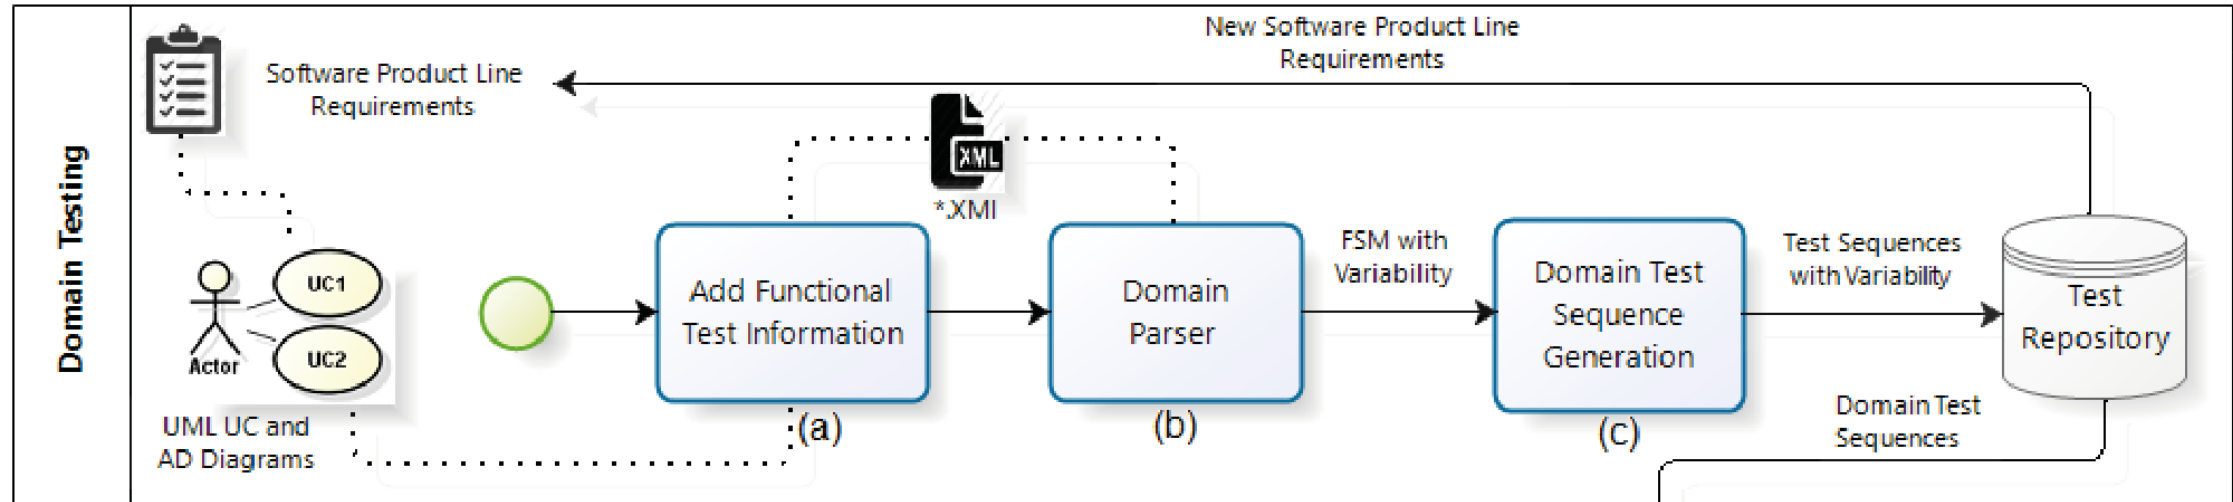 Domain Testing
New Software Product Line
Requirements
Software Product Line
Requirements
XML
*.XMI
UC1
UC2
Actor
UML UC and
AD Diagrams
Add Functional
Test Information
(a)
Domain
Parser
(b)
FSM with
Variability
Domain Test
Sequence
Generation
(c)
Test Sequences
with Variability
Test
Repository
Domain Test
Sequences